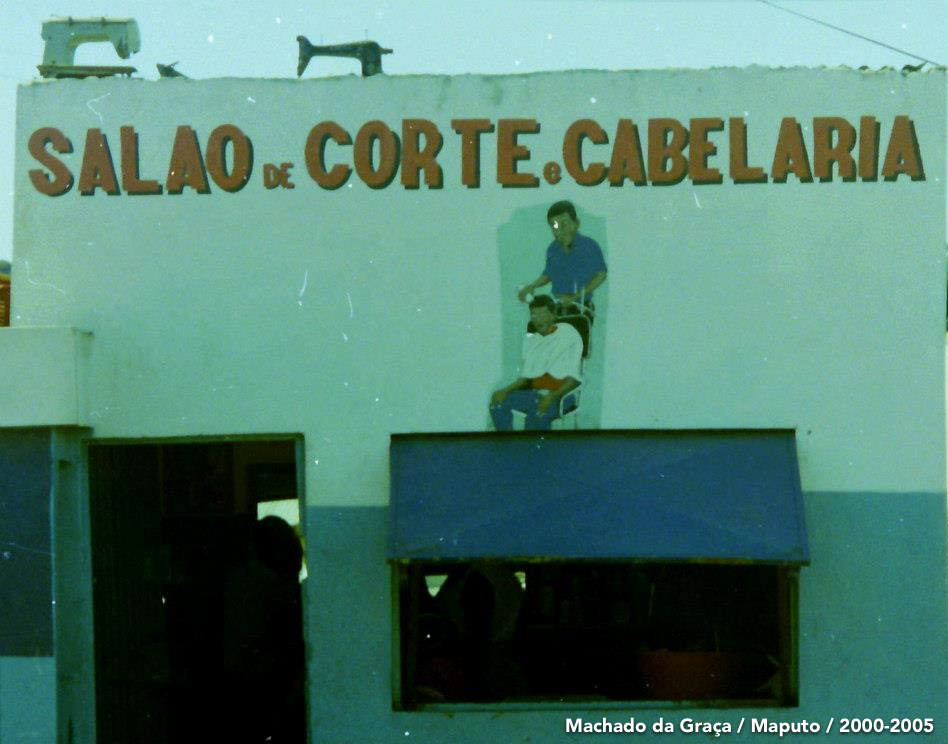 SALAO DE CORTE e CABELARIA
Machado da Graça / Maputo / 2000-2005